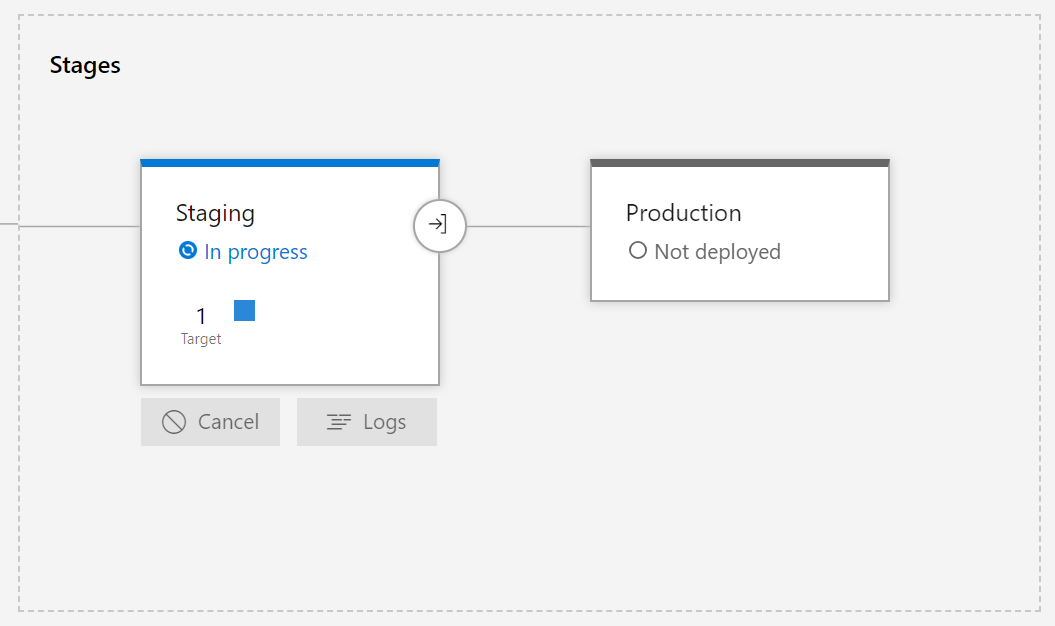 Stages
Staging
In progress
1
Target
Cancel
Logs
Production
Not deployed